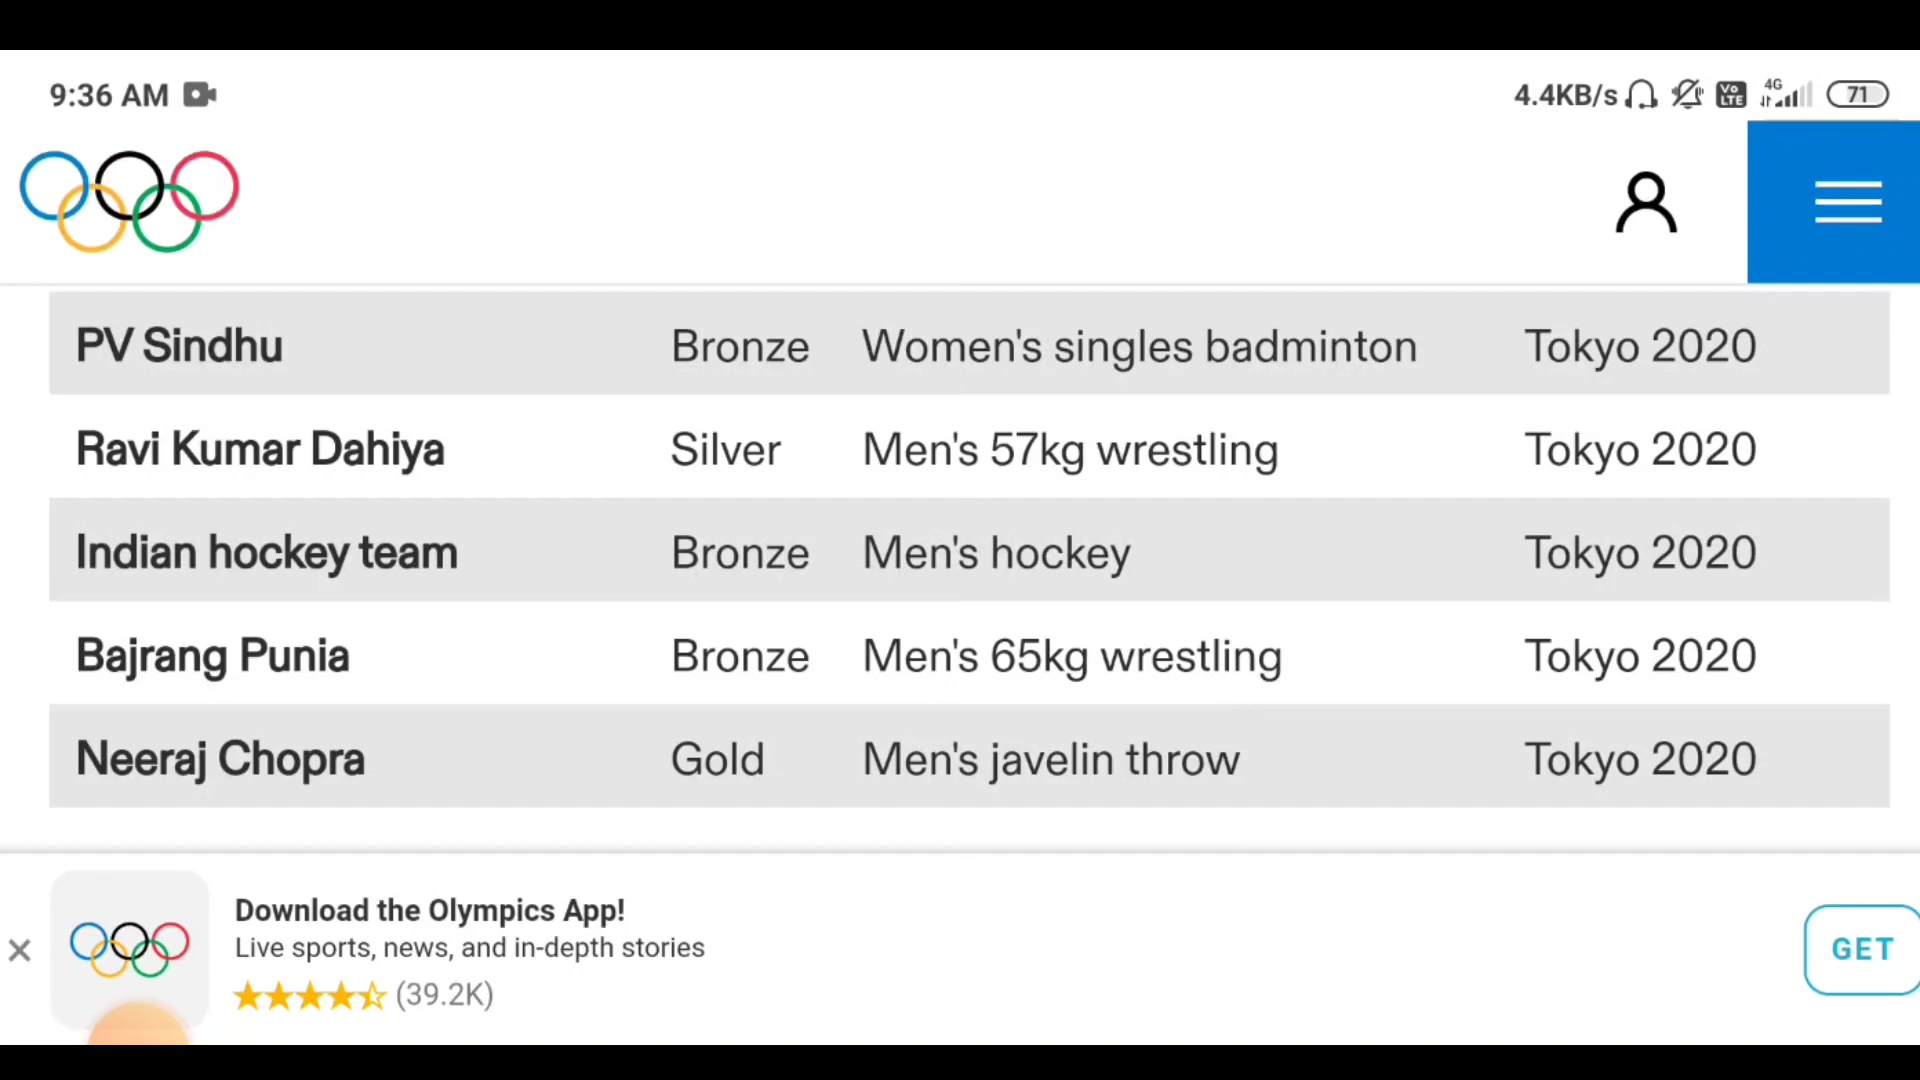 9:36 AM 4.4KB/s Vo LTE 4G 71
PV Sindhu Bronze Women's singles badminton Tokyo 2020
Ravi Kumar Dahiya Silver Men's 57kg wrestling Tokyo 2020
Indian hockey team Bronze Men's hockey Tokyo 2020
Bajrang Punia Bronze Men's 65kg wrestling Tokyo 2020
Neeraj Chopra Gold Men's javelin throw Tokyo 2020
Download the Olympics App!
Live sports, news, and in-depth stories
GET
(39.2K)